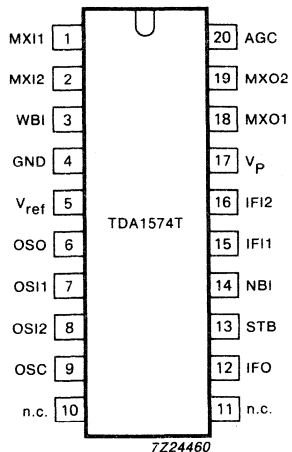 MXI1 1 20 AGC
MXI2 2 19 MXO2
WBI 3 18 MXO1
GND 4 17 Vp
Vref 5 16 IFI2
TDA1574T
OSO 6 15 IFI1
OSI1 7 14 NBI
OSI2 8 13 STB
OSC 9 12 IFO
n.c. 10 11 n.c.
7Z24460